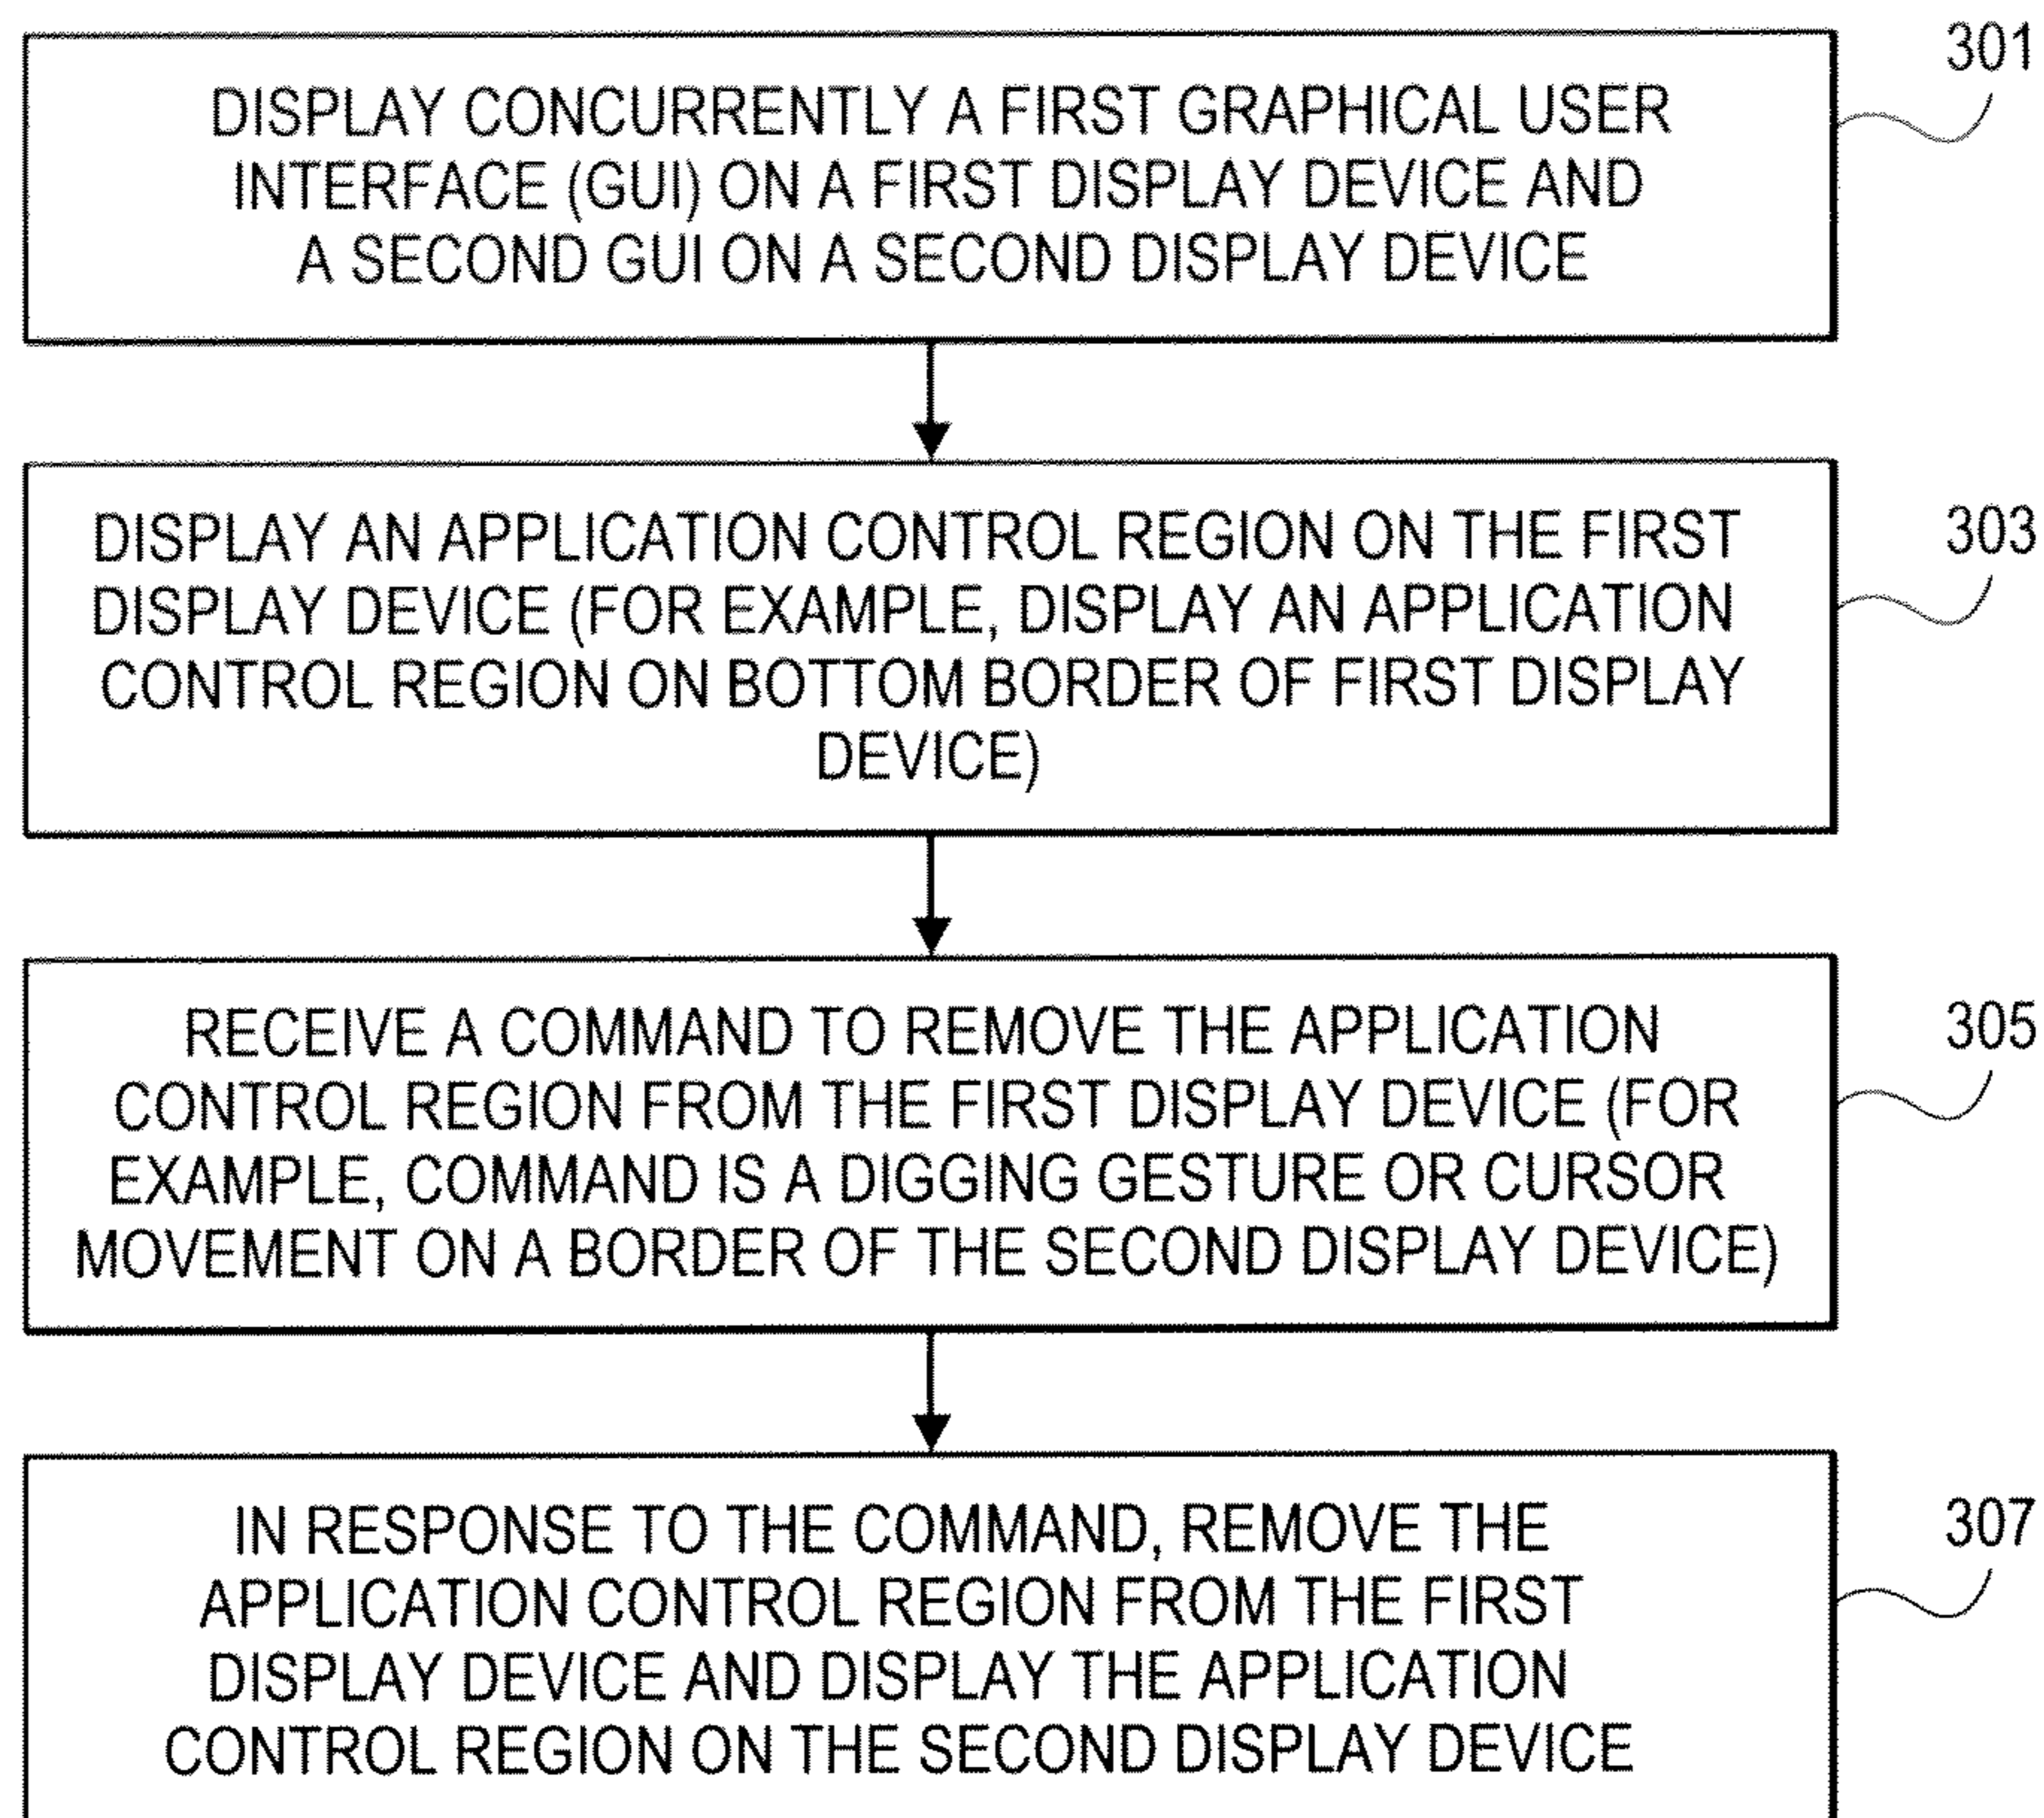 301
DISPLAY CONCURRENTLY A FIRST GRAPHICAL USER
INTERFACE (GUI) ON A FIRST DISPLAY DEVICE AND
A SECOND GUI ON A SECOND DISPLAY DEVICE
303
DISPLAY AN APPLICATION CONTROL REGION ON THE FIRST
DISPLAY DEVICE (FOR EXAMPLE, DISPLAY AN APPLICATION
CONTROL REGION ON BOTTOM BORDER OF FIRST DISPLAY
DEVICE)
305
RECEIVE A COMMAND TO REMOVE THE APPLICATION
CONTROL REGION FROM THE FIRST DISPLAY DEVICE (FOR
EXAMPLE, COMMAND IS A DIGGING GESTURE OR CURSOR
MOVEMENT ON A BORDER OF THE SECOND DISPLAY DEVICE)
307
IN RESPONSE TO THE COMMAND, REMOVE THE
APPLICATION CONTROL REGION FROM THE FIRST
DISPLAY DEVICE AND DISPLAY THE APPLICATION
CONTROL REGION ON THE SECOND DISPLAY DEVICE